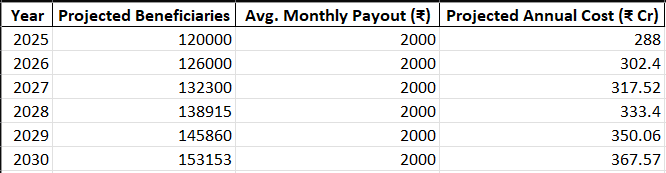 Year Projected Beneficiaries Avg. Monthly Payout (₹) Projected Annual Cost (₹ Cr)
2025 120000 2000 288
2026 126000 2000 302.4
2027 132300 2000 317.52
2028 138915 2000 333.4
2029 145860 2000 350.06
2030 153153 2000 367.57